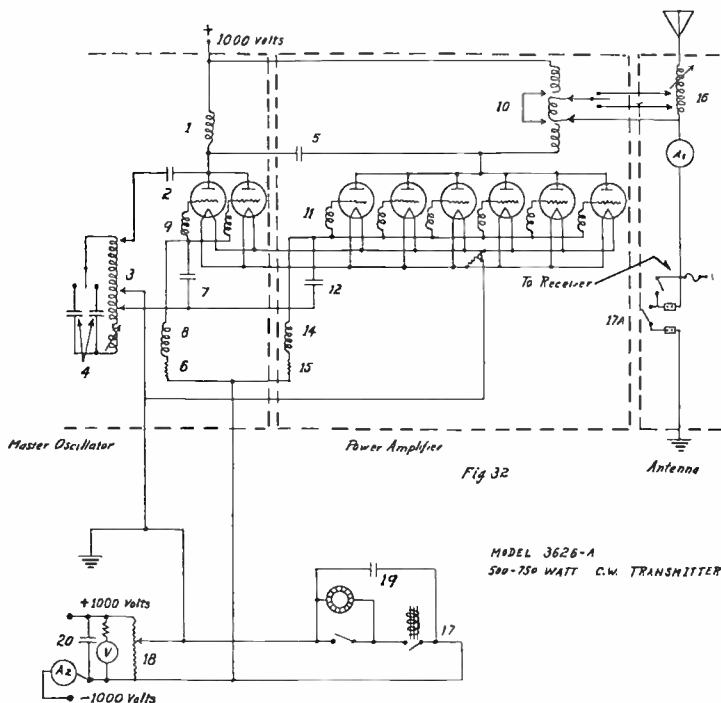 +
1000 Volts
1
5
10
16
A1
2
9
11
3
7
12
To Receiver
17A
4
8
14
6
15
Master Oscillator
Power Amplifier
Fig 32
Antenna
MODEL 3626-A
500-750 WATT C.W. TRANSMITTER
19
+1000 Volts
20
V
18
17
A2
-1000 Volts